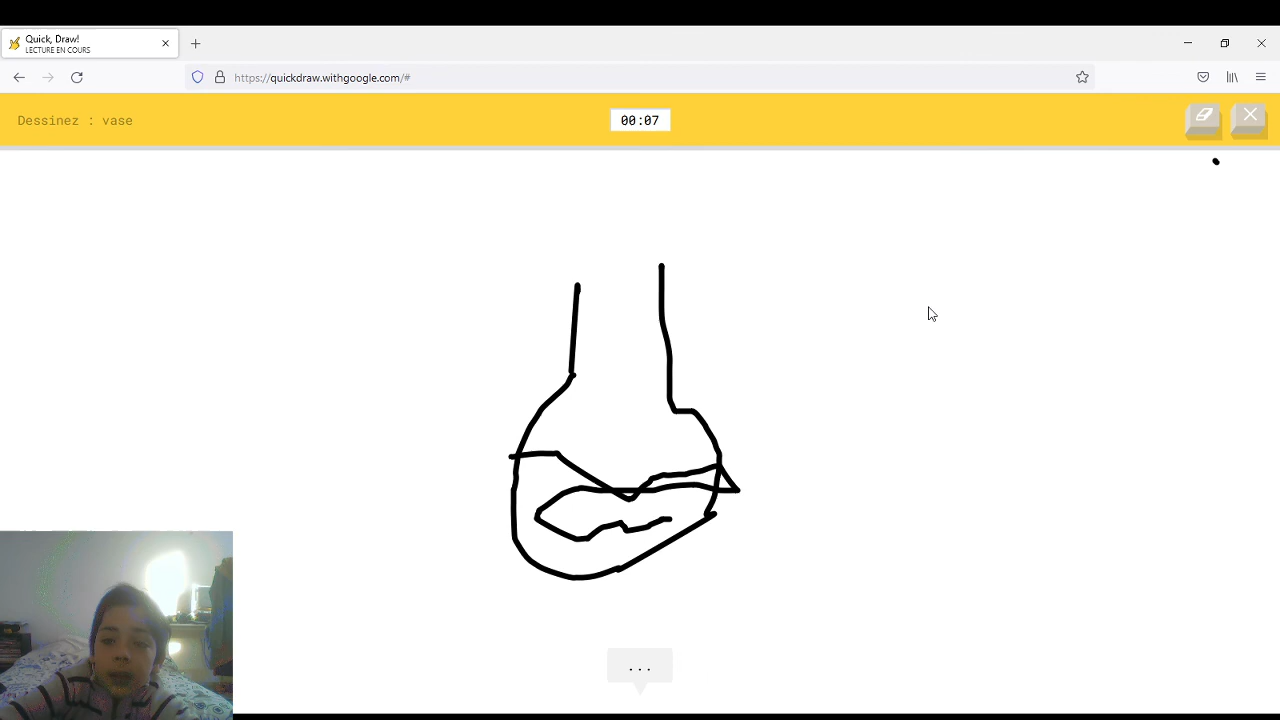 Quick, Draw!
LECTURE EN COURS
https://quickdraw.withgoogle.com/#
Dessinez : vase
00:07
...